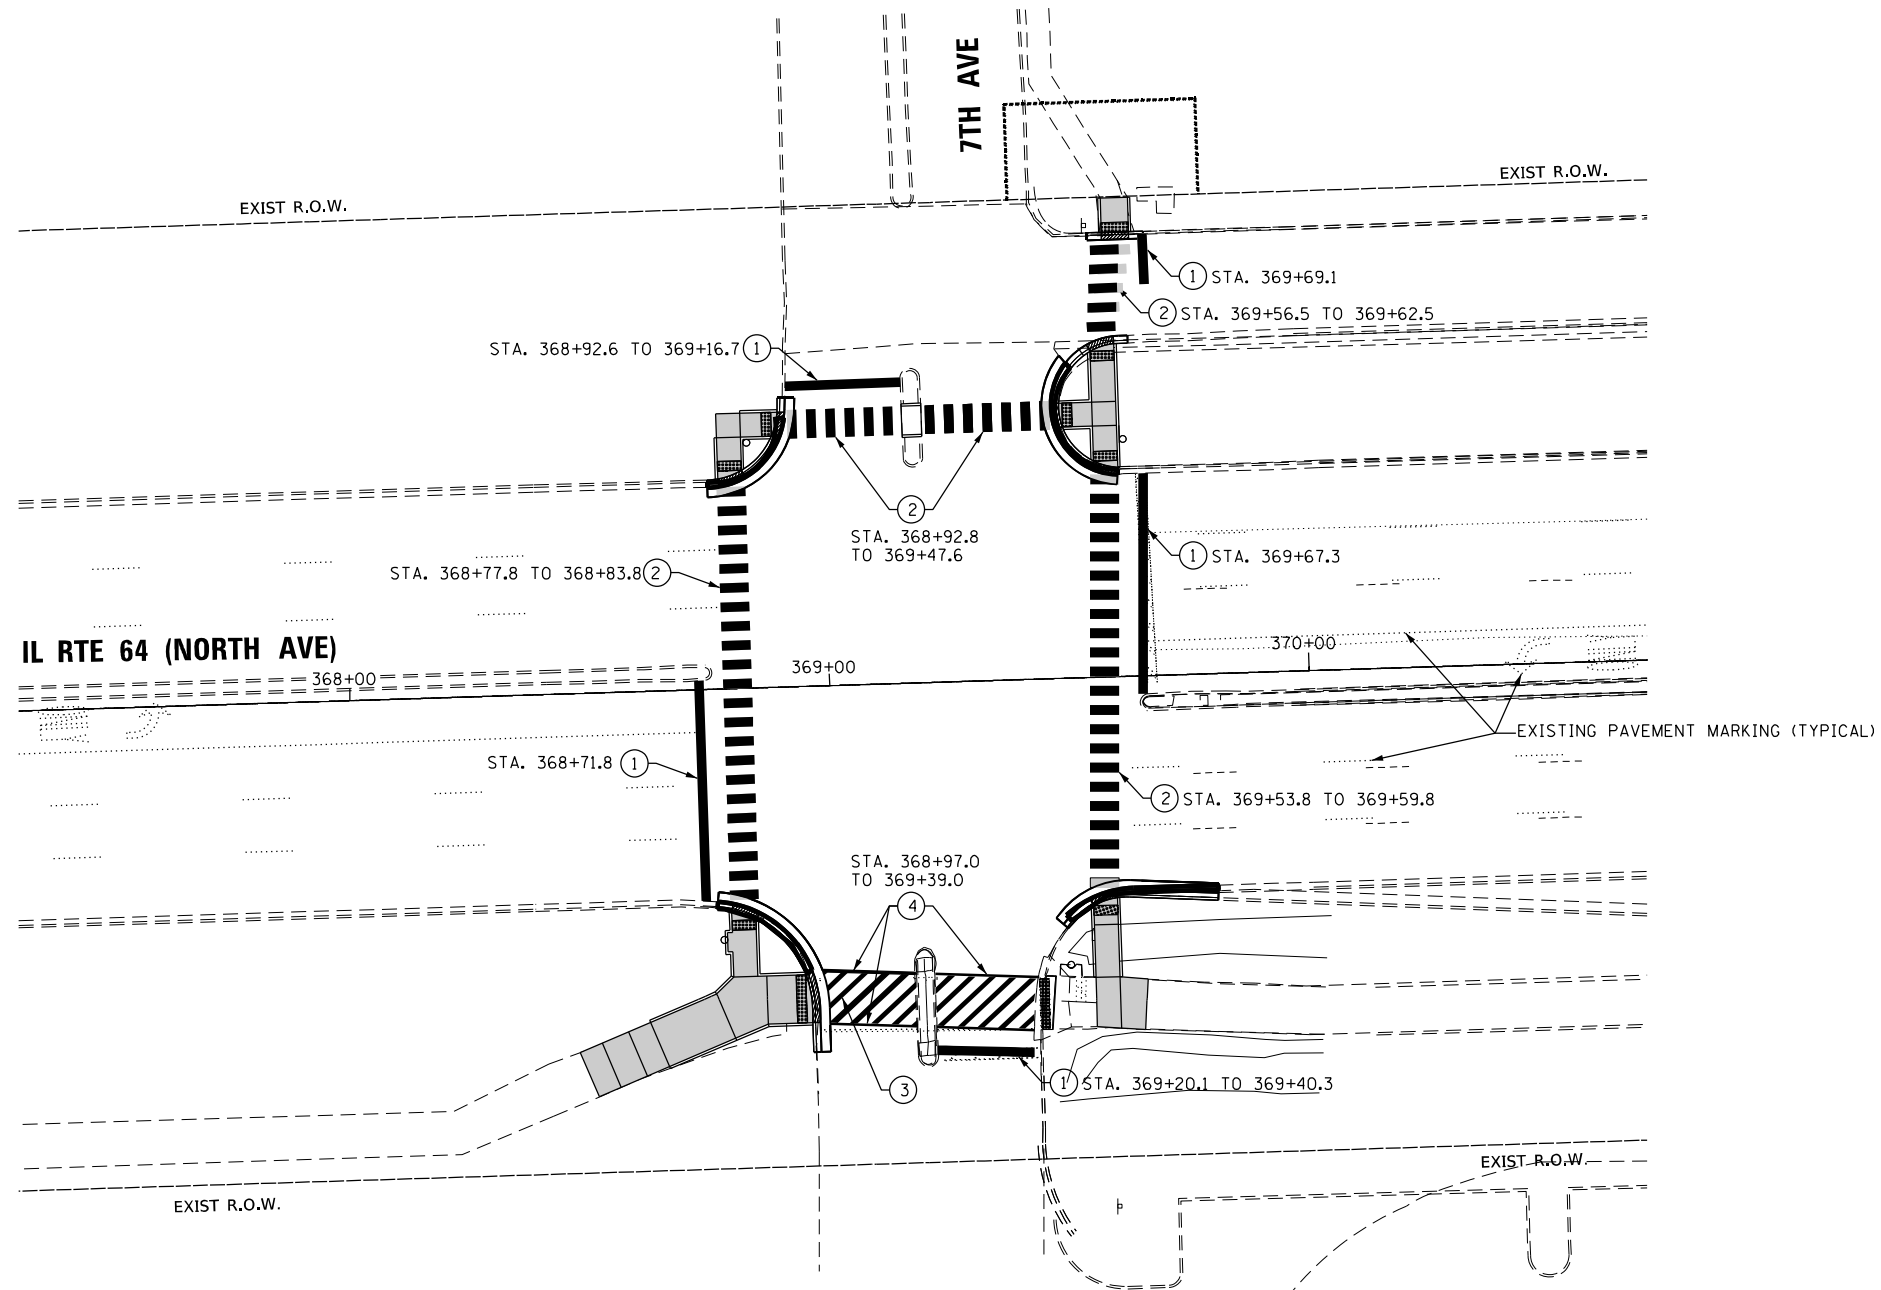 7TH AVE
EXIST R.O.W.
EXIST R.O.W.
1 STA. 369+69.1
2 STA. 369+56.5 TO 369+62.5
STA. 368+92.6 TO 369+16.7 1
2
STA. 368+92.8
TO 369+47.6
1 STA. 369+67.3
STA. 368+77.8 TO 368+83.8 2
IL RTE 64 (NORTH AVE)
368+00
369+00
370+00
EXISTING PAVEMENT MARKING (TYPICAL)
STA. 368+71.8 1
2 STA. 369+53.8 TO 369+59.8
STA. 368+97.0
TO 369+39.0
4
3
1 STA. 369+20.1 TO 369+40.3
EXIST R.O.W.
EXIST R.O.W.